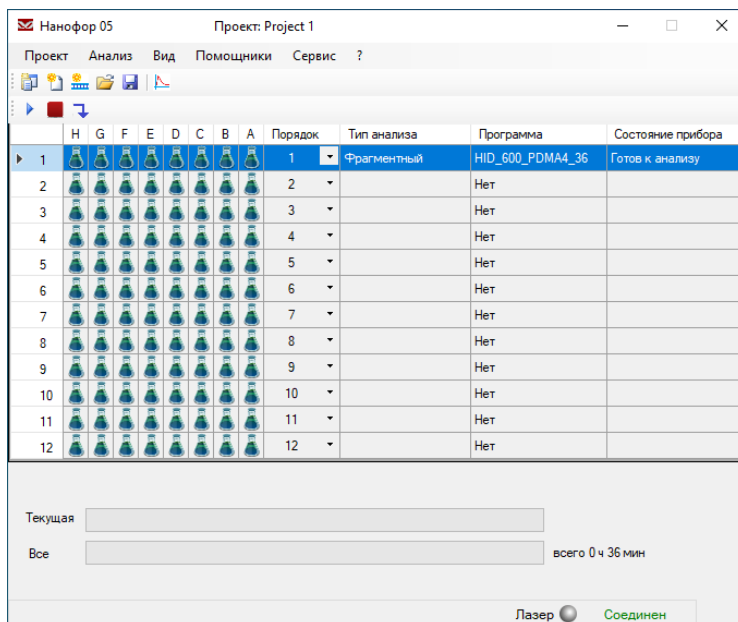 Нанофор 05 Проект: Project 1
Проект Анализ Вид Помощники Сервис ?
H G F E D C B A Порядок Тип анализа Программа Состояние прибора
1 1 Фрагментный HID_600_PDMA4_36 Готов к анализу
2 2 Нет
3 3 Нет
4 4 Нет
5 5 Нет
6 6 Нет
7 7 Нет
8 8 Нет
9 9 Нет
10 10 Нет
11 11 Нет
12 12 Нет
Текущая
Все всего 0 ч 36 мин
Лазер Соединен